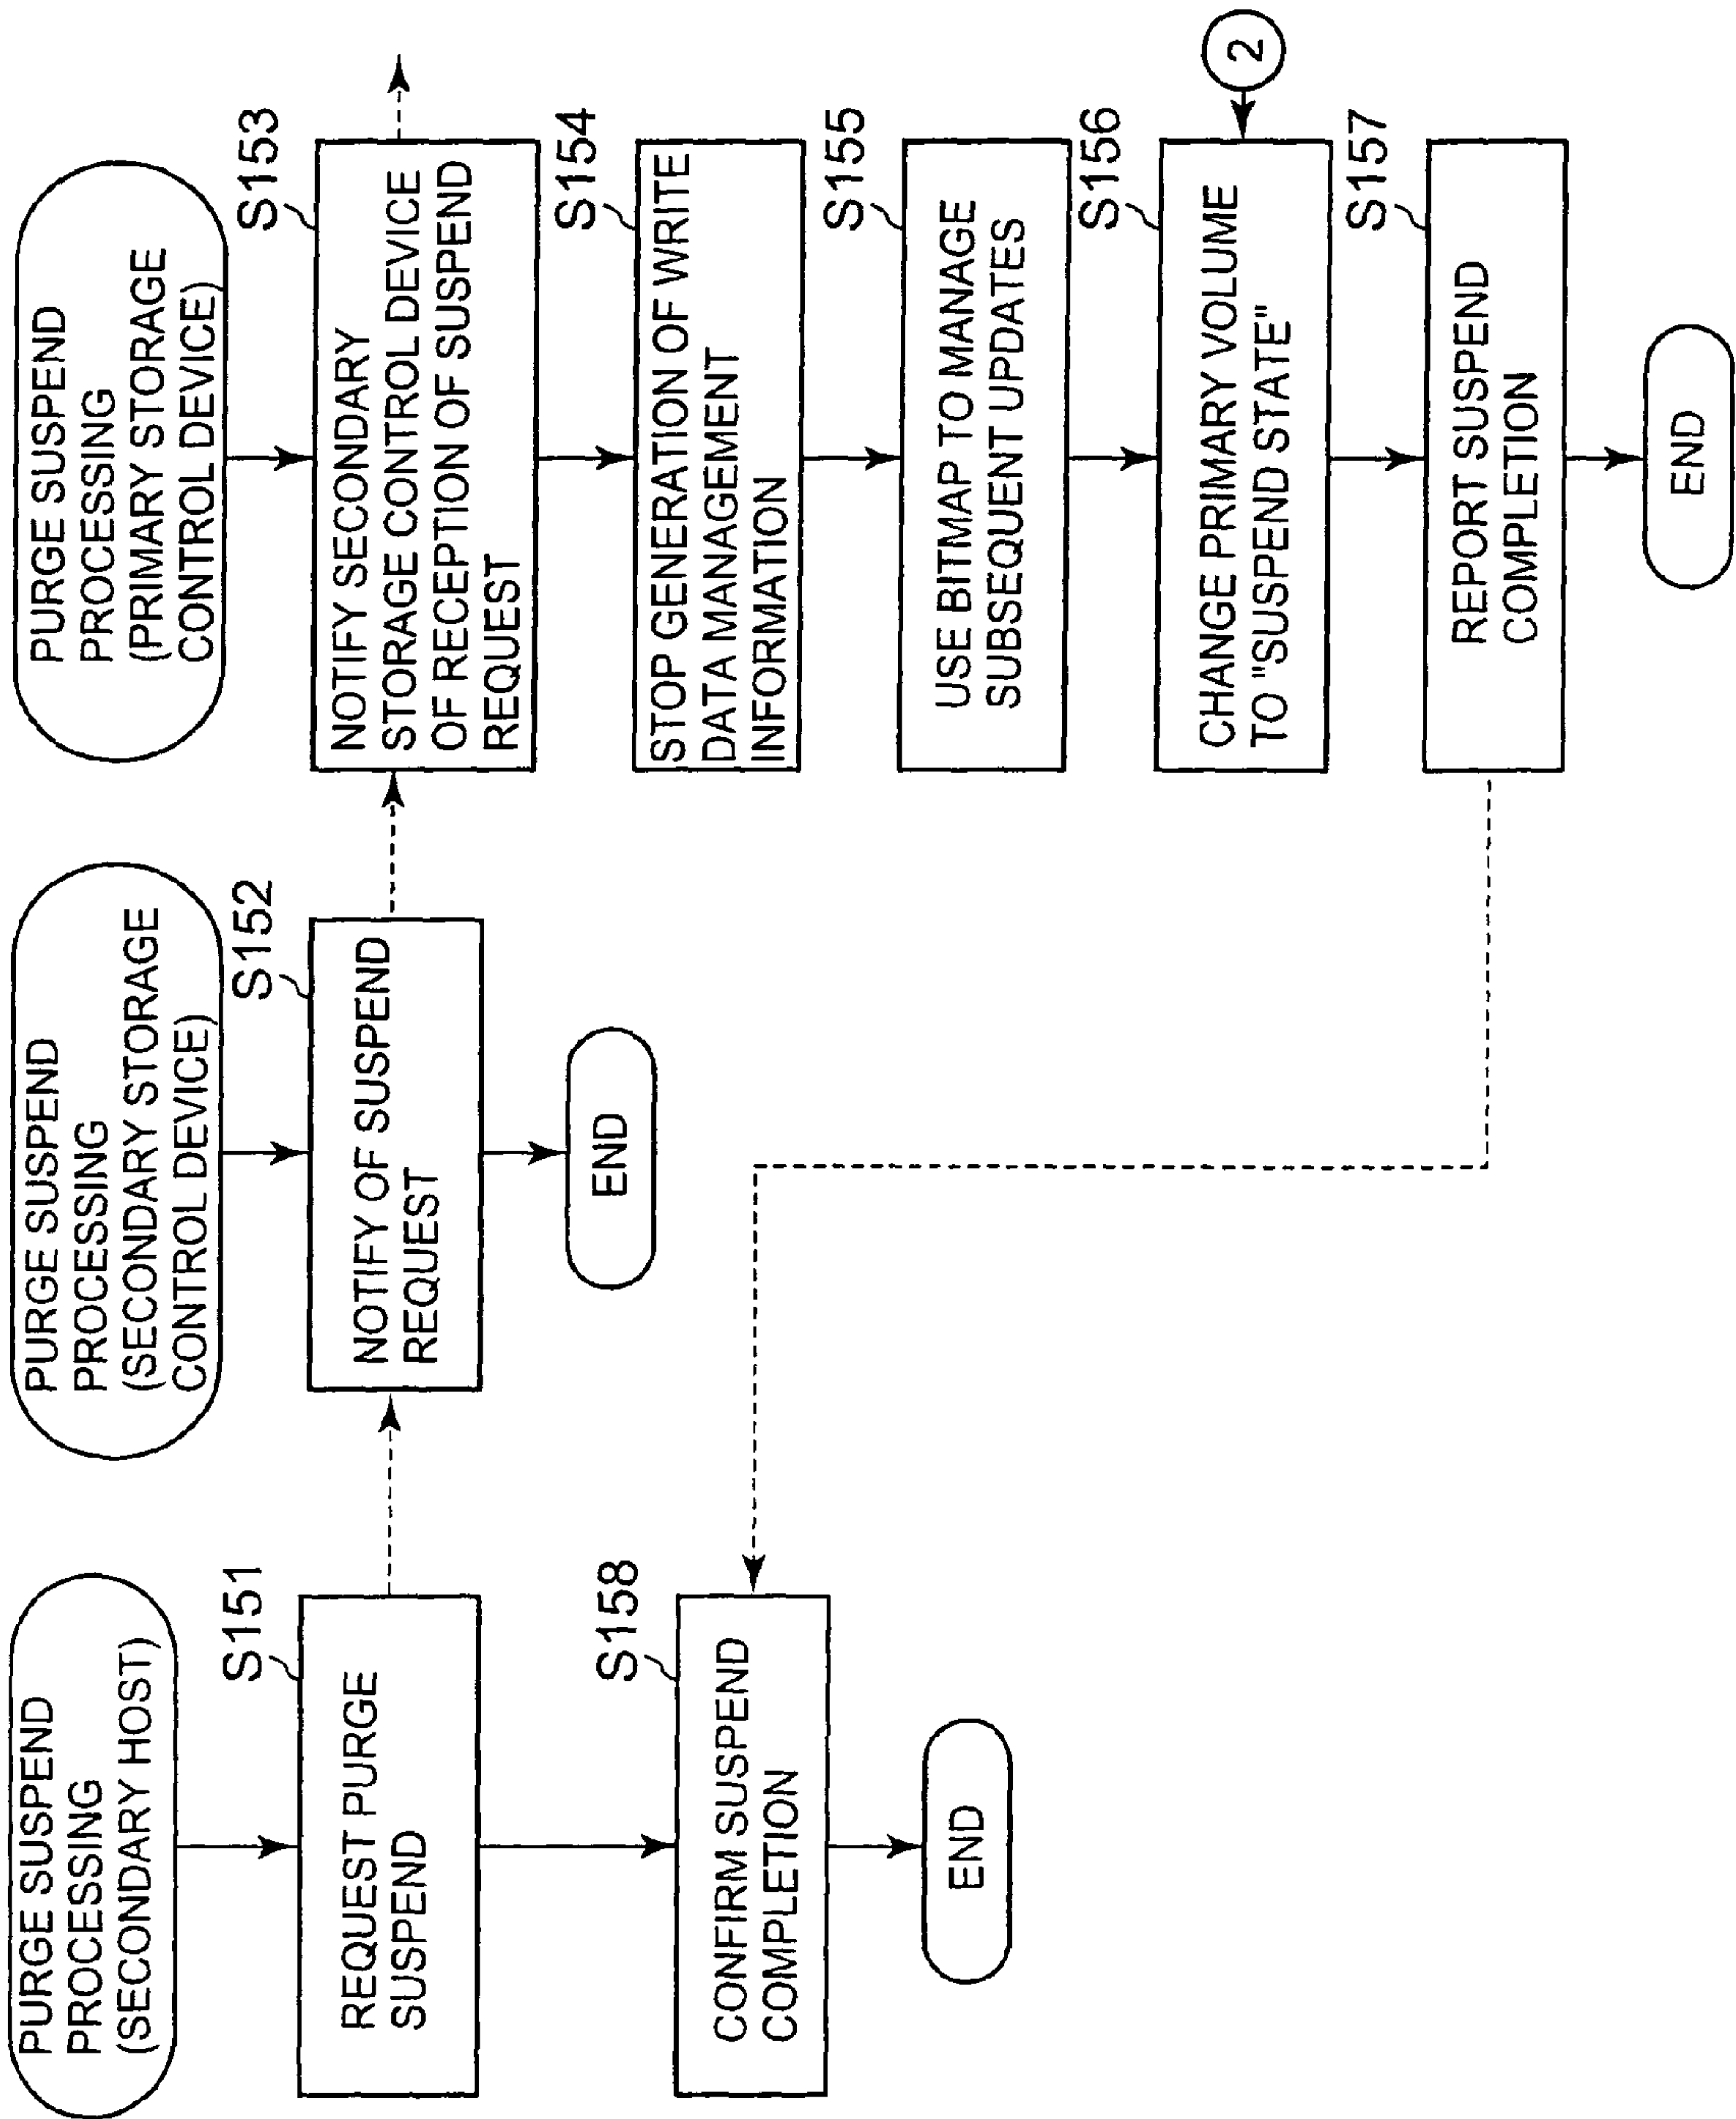 PURGE SUSPEND
PROCESSING
(SECONDARY HOST)
S151
REQUEST PURGE
SUSPEND
S158
CONFIRM SUSPEND
COMPLETION
END
PURGE SUSPEND
PROCESSING
(SECONDARY STORAGE
CONTROL DEVICE)
S152
NOTIFY OF SUSPEND
REQUEST
END
PURGE SUSPEND
PROCESSING
(PRIMARY STORAGE
CONTROL DEVICE)
S153
NOTIFY SECONDARY
STORAGE CONTROL DEVICE
OF RECEPTION OF SUSPEND
REQUEST
S154
STOP GENERATION OF WRITE
DATA MANAGEMENT
INFORMATION
S155
USE BITMAP TO MANAGE
SUBSEQUENT UPDATES
S156
CHANGE PRIMARY VOLUME
TO "SUSPEND STATE"
2
S157
REPORT SUSPEND
COMPLETION
END